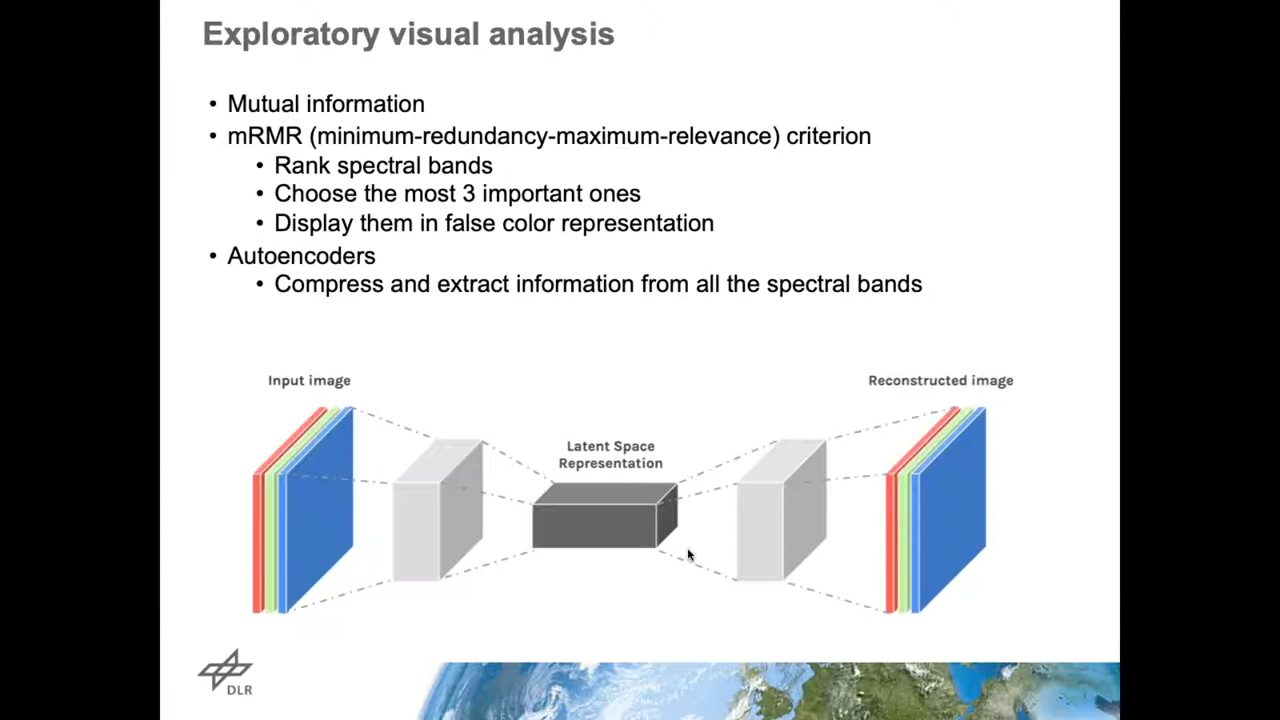 Exploratory visual analysis
• Mutual information
• mRMR (minimum-redundancy-maximum-relevance) criterion
• Rank spectral bands
• Choose the most 3 important ones
• Display them in false color representation
• Autoencoders
• Compress and extract information from all the spectral bands
Input image
Reconstructed image
Latent Space
Representation
DLR